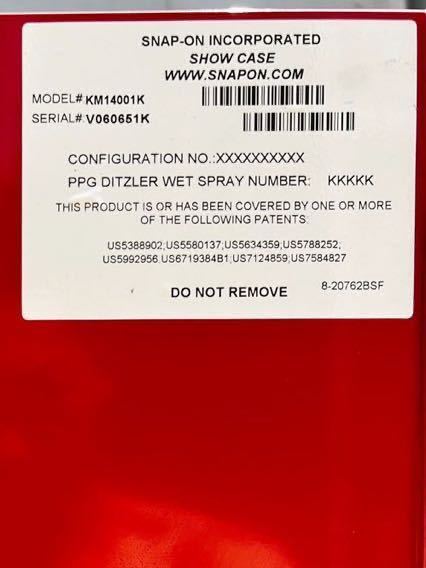 SNAP-ON INCORPORATED
SHOW CASE
WWW.SNAPON.COM
MODEL# KM14001K
SERIAL#: V060651K
CONFIGURATION NO.:XXXXXXXXXX
PPG DITZLER WET SPRAY NUMBER: KKKKK
THIS PRODUCT IS OR HAS BEEN COVERED BY ONE OR MORE
OF THE FOLLOWING PATENTS:
US5388902;US5580137;US5634359;US5788252;
US5992956.US6719384B1;US7124859;US7584827
DO NOT REMOVE
8-20762BSF